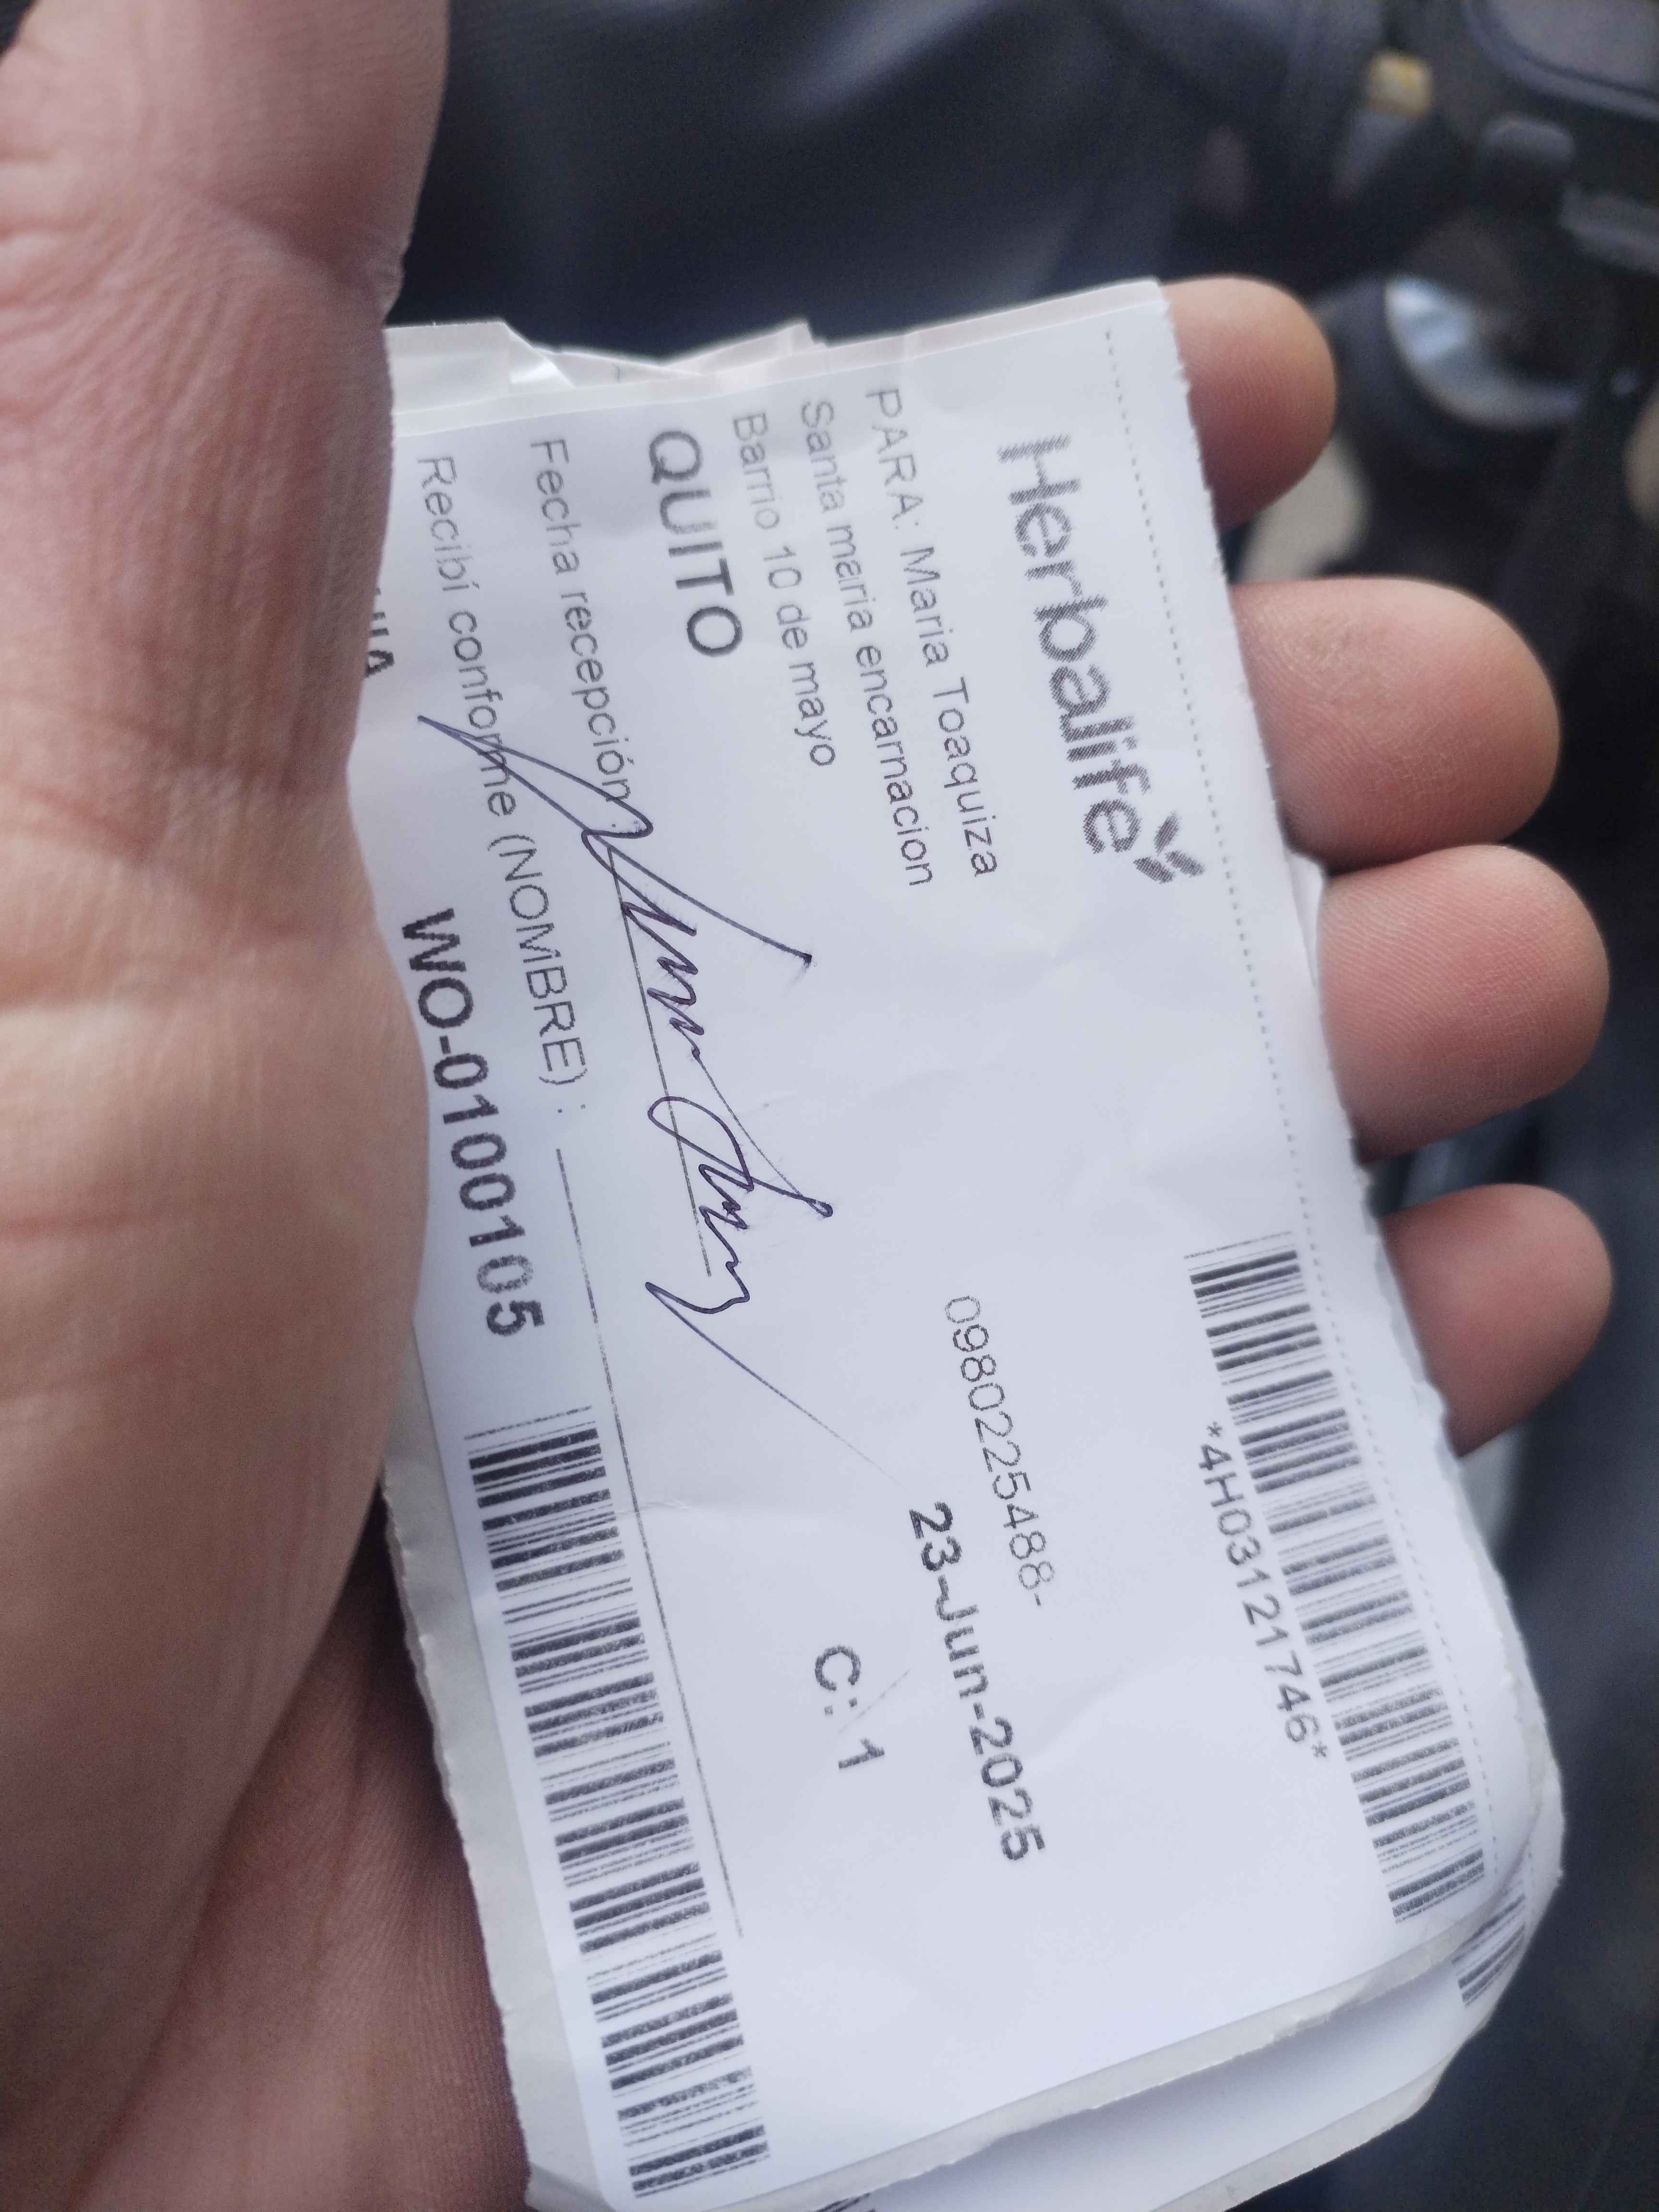 Herbalife
*4H03121746*
PARA: Maria Toaquiza
0980225488-
Santa maria encarnacion
23-Jun-2025
Barrio 10 de mayo
QUITO
C: 1
Fecha recepción:
Recibí conforme (NOMBRE) :
WO-0100105